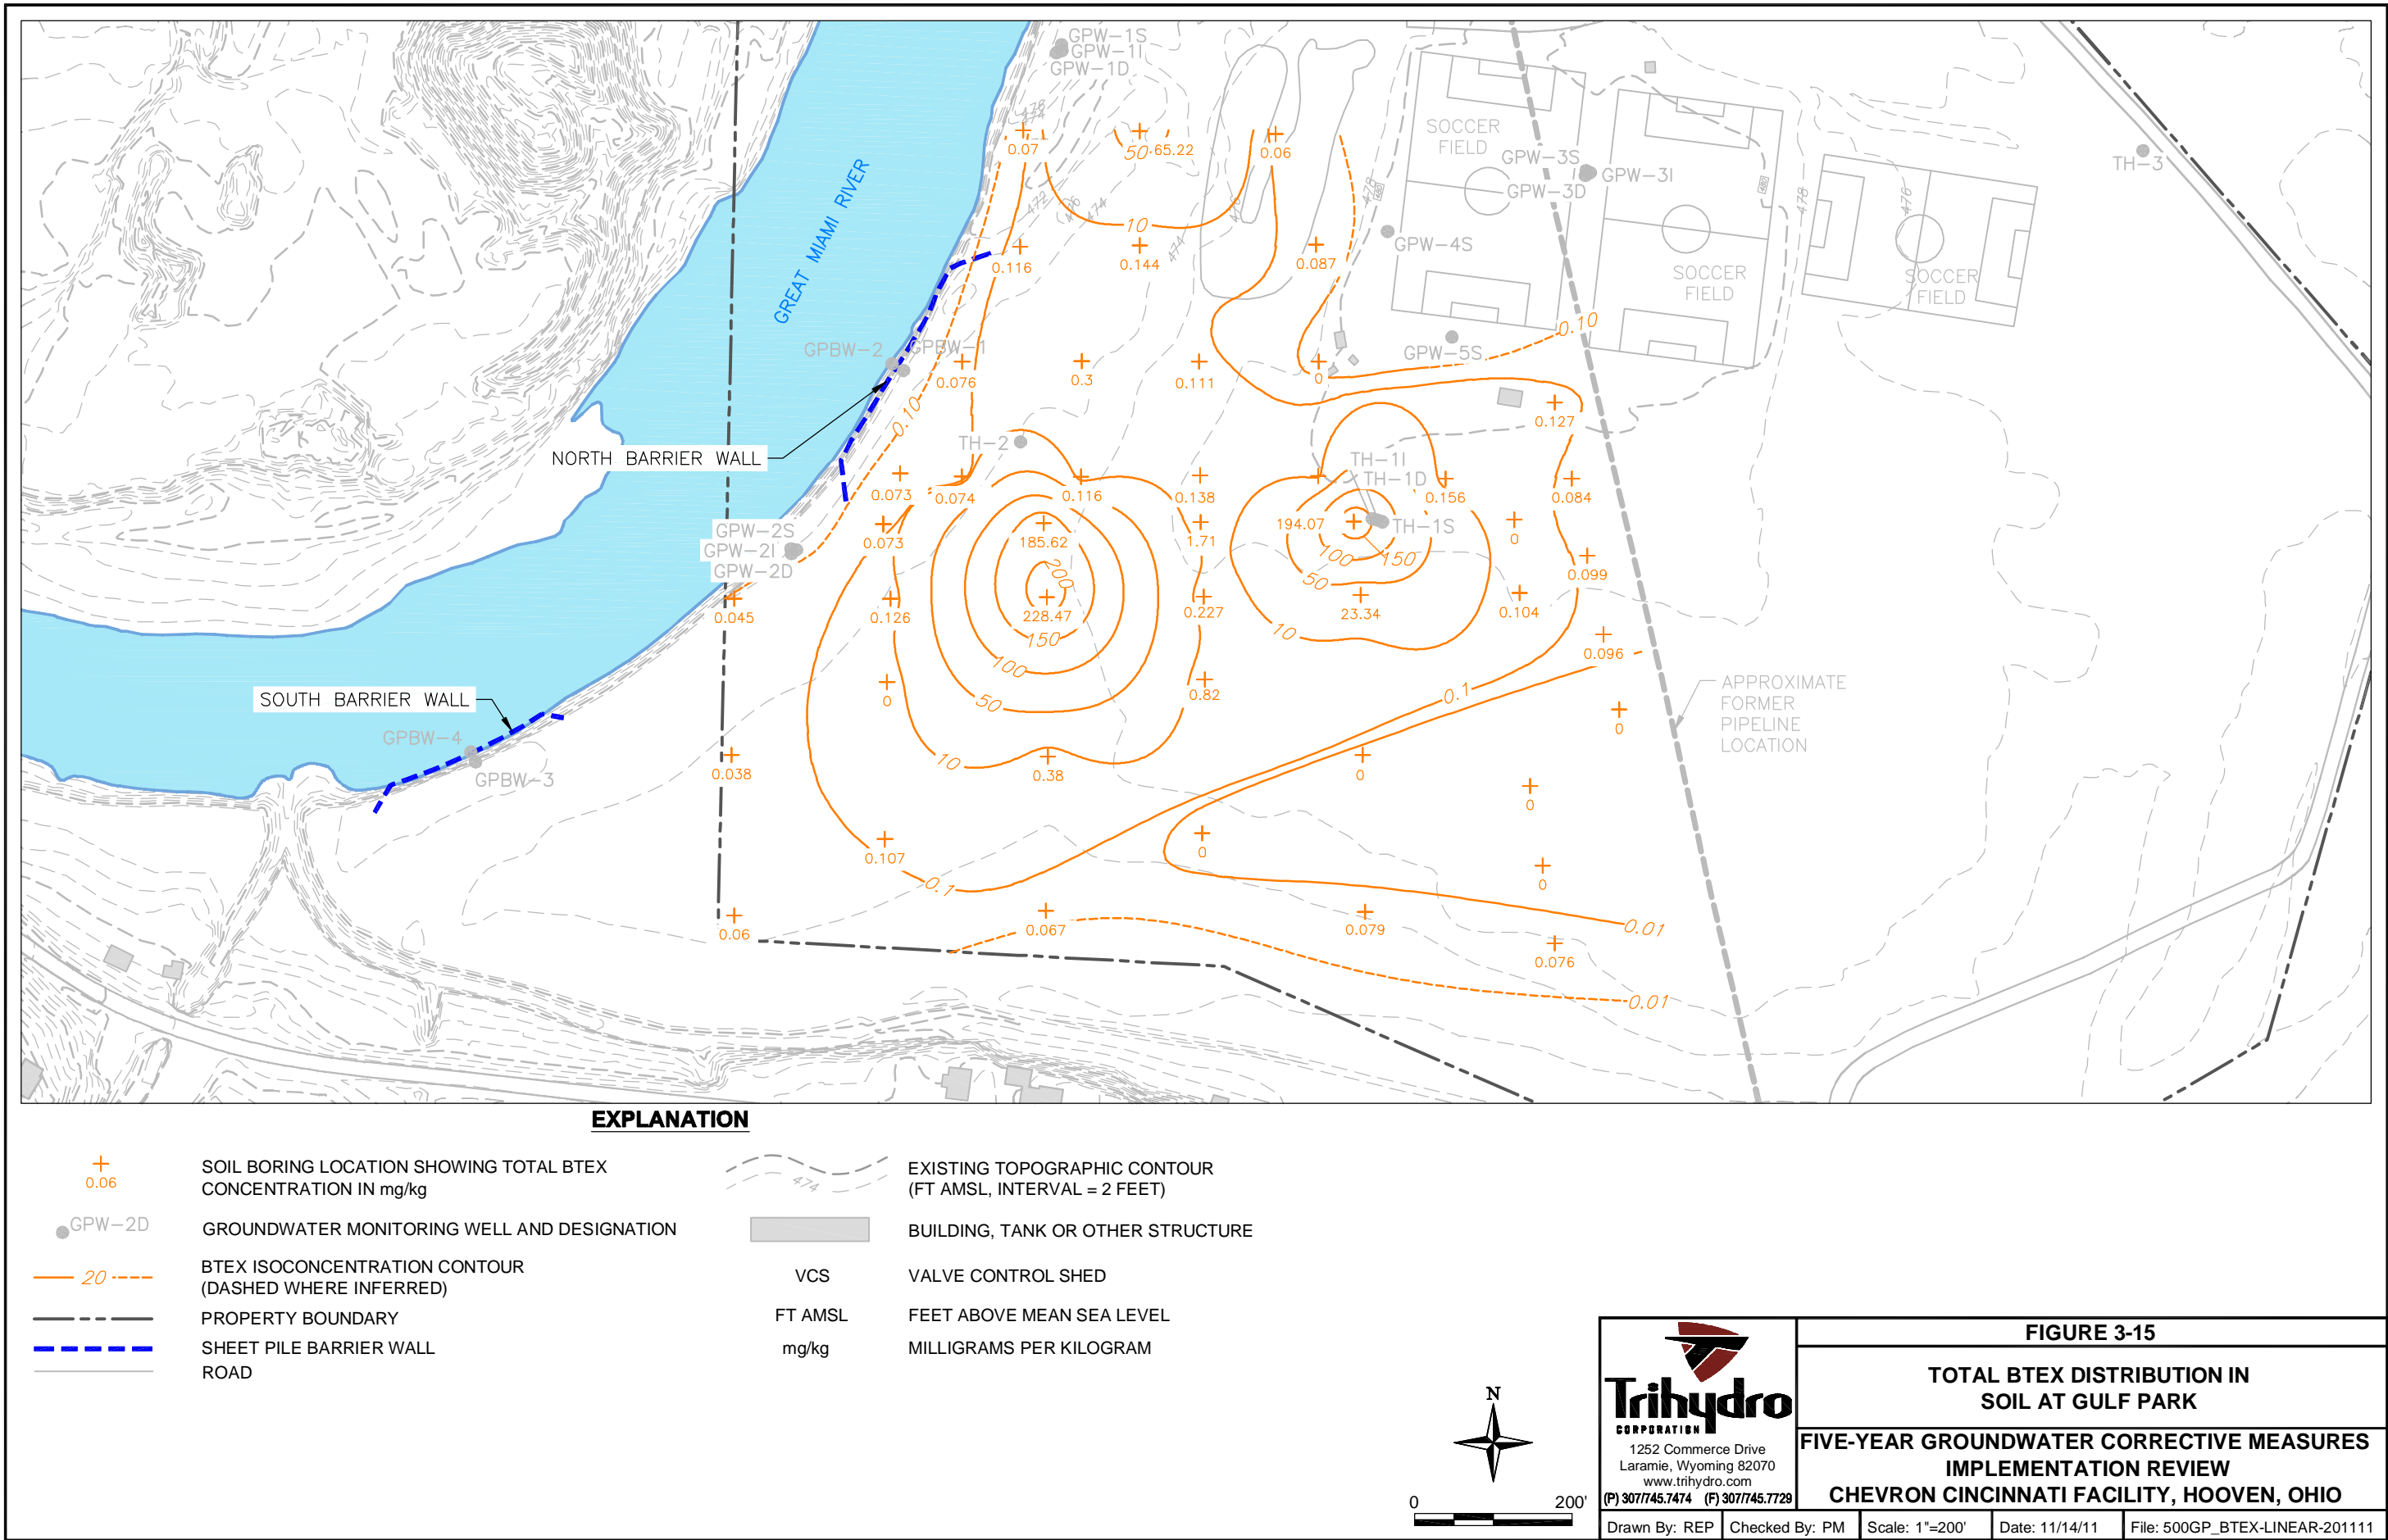 GPW-1S
GPW-1I
GPW-1D
476
474
0.07
50
65.22
0.06
SOCCER
FIELD
GPW-3S
GPW-3I
GPW-3D
TH-3
478
478
476
472
476
474
474
GREAT MIAMI RIVER
10
GPW-4S
0.116
0.144
0.087
SOCCER
FIELD
SOCCER
FIELD
0.10
GPBW-2
GPBW-1
GPW-5S
0.076
0.3
0.111
0
0.10
0.127
NORTH BARRIER WALL
TH-2
TH-1I
TH-1D
0.073
0.074
0.116
0.138
0.156
0.084
GPW-2S
GPW-2I
GPW-2D
0.073
185.62
1.71
194.07
TH-1S
0
100
150
200
50
0.099
0.045
0.126
228.47
0.227
23.34
0.104
150
10
0.096
100
SOUTH BARRIER WALL
0
50
0.82
0.1
0
APPROXIMATE
FORMER
PIPELINE
LOCATION
GPBW-4
GPBW-3
0.038
10
0.38
0
0
0.107
0
0.1
0
0.06
0.067
0.079
0.01
0.076
0.01
EXPLANATION
0.06
SOIL BORING LOCATION SHOWING TOTAL BTEX
CONCENTRATION IN mg/kg
GPW-2D
GROUNDWATER MONITORING WELL AND DESIGNATION
20
BTEX ISOCONCENTRATION CONTOUR
(DASHED WHERE INFERRED)
PROPERTY BOUNDARY
SHEET PILE BARRIER WALL
ROAD
474
EXISTING TOPOGRAPHIC CONTOUR
(FT AMSL, INTERVAL = 2 FEET)
BUILDING, TANK OR OTHER STRUCTURE
VCS
VALVE CONTROL SHED
FT AMSL
FEET ABOVE MEAN SEA LEVEL
mg/kg
MILLIGRAMS PER KILOGRAM
N
0 200'
Trihydro
CORPORATION
1252 Commerce Drive
Laramie, Wyoming 82070
www.trihydro.com
(P) 307/745.7474 (F) 307/745.7729
FIGURE 3-15
TOTAL BTEX DISTRIBUTION IN
SOIL AT GULF PARK
FIVE-YEAR GROUNDWATER CORRECTIVE MEASURES
IMPLEMENTATION REVIEW
CHEVRON CINCINNATI FACILITY, HOOVEN, OHIO
Drawn By: REP
Checked By: PM
Scale: 1"=200'
Date: 11/14/11
File: 500GP_BTEX-LINEAR-201111